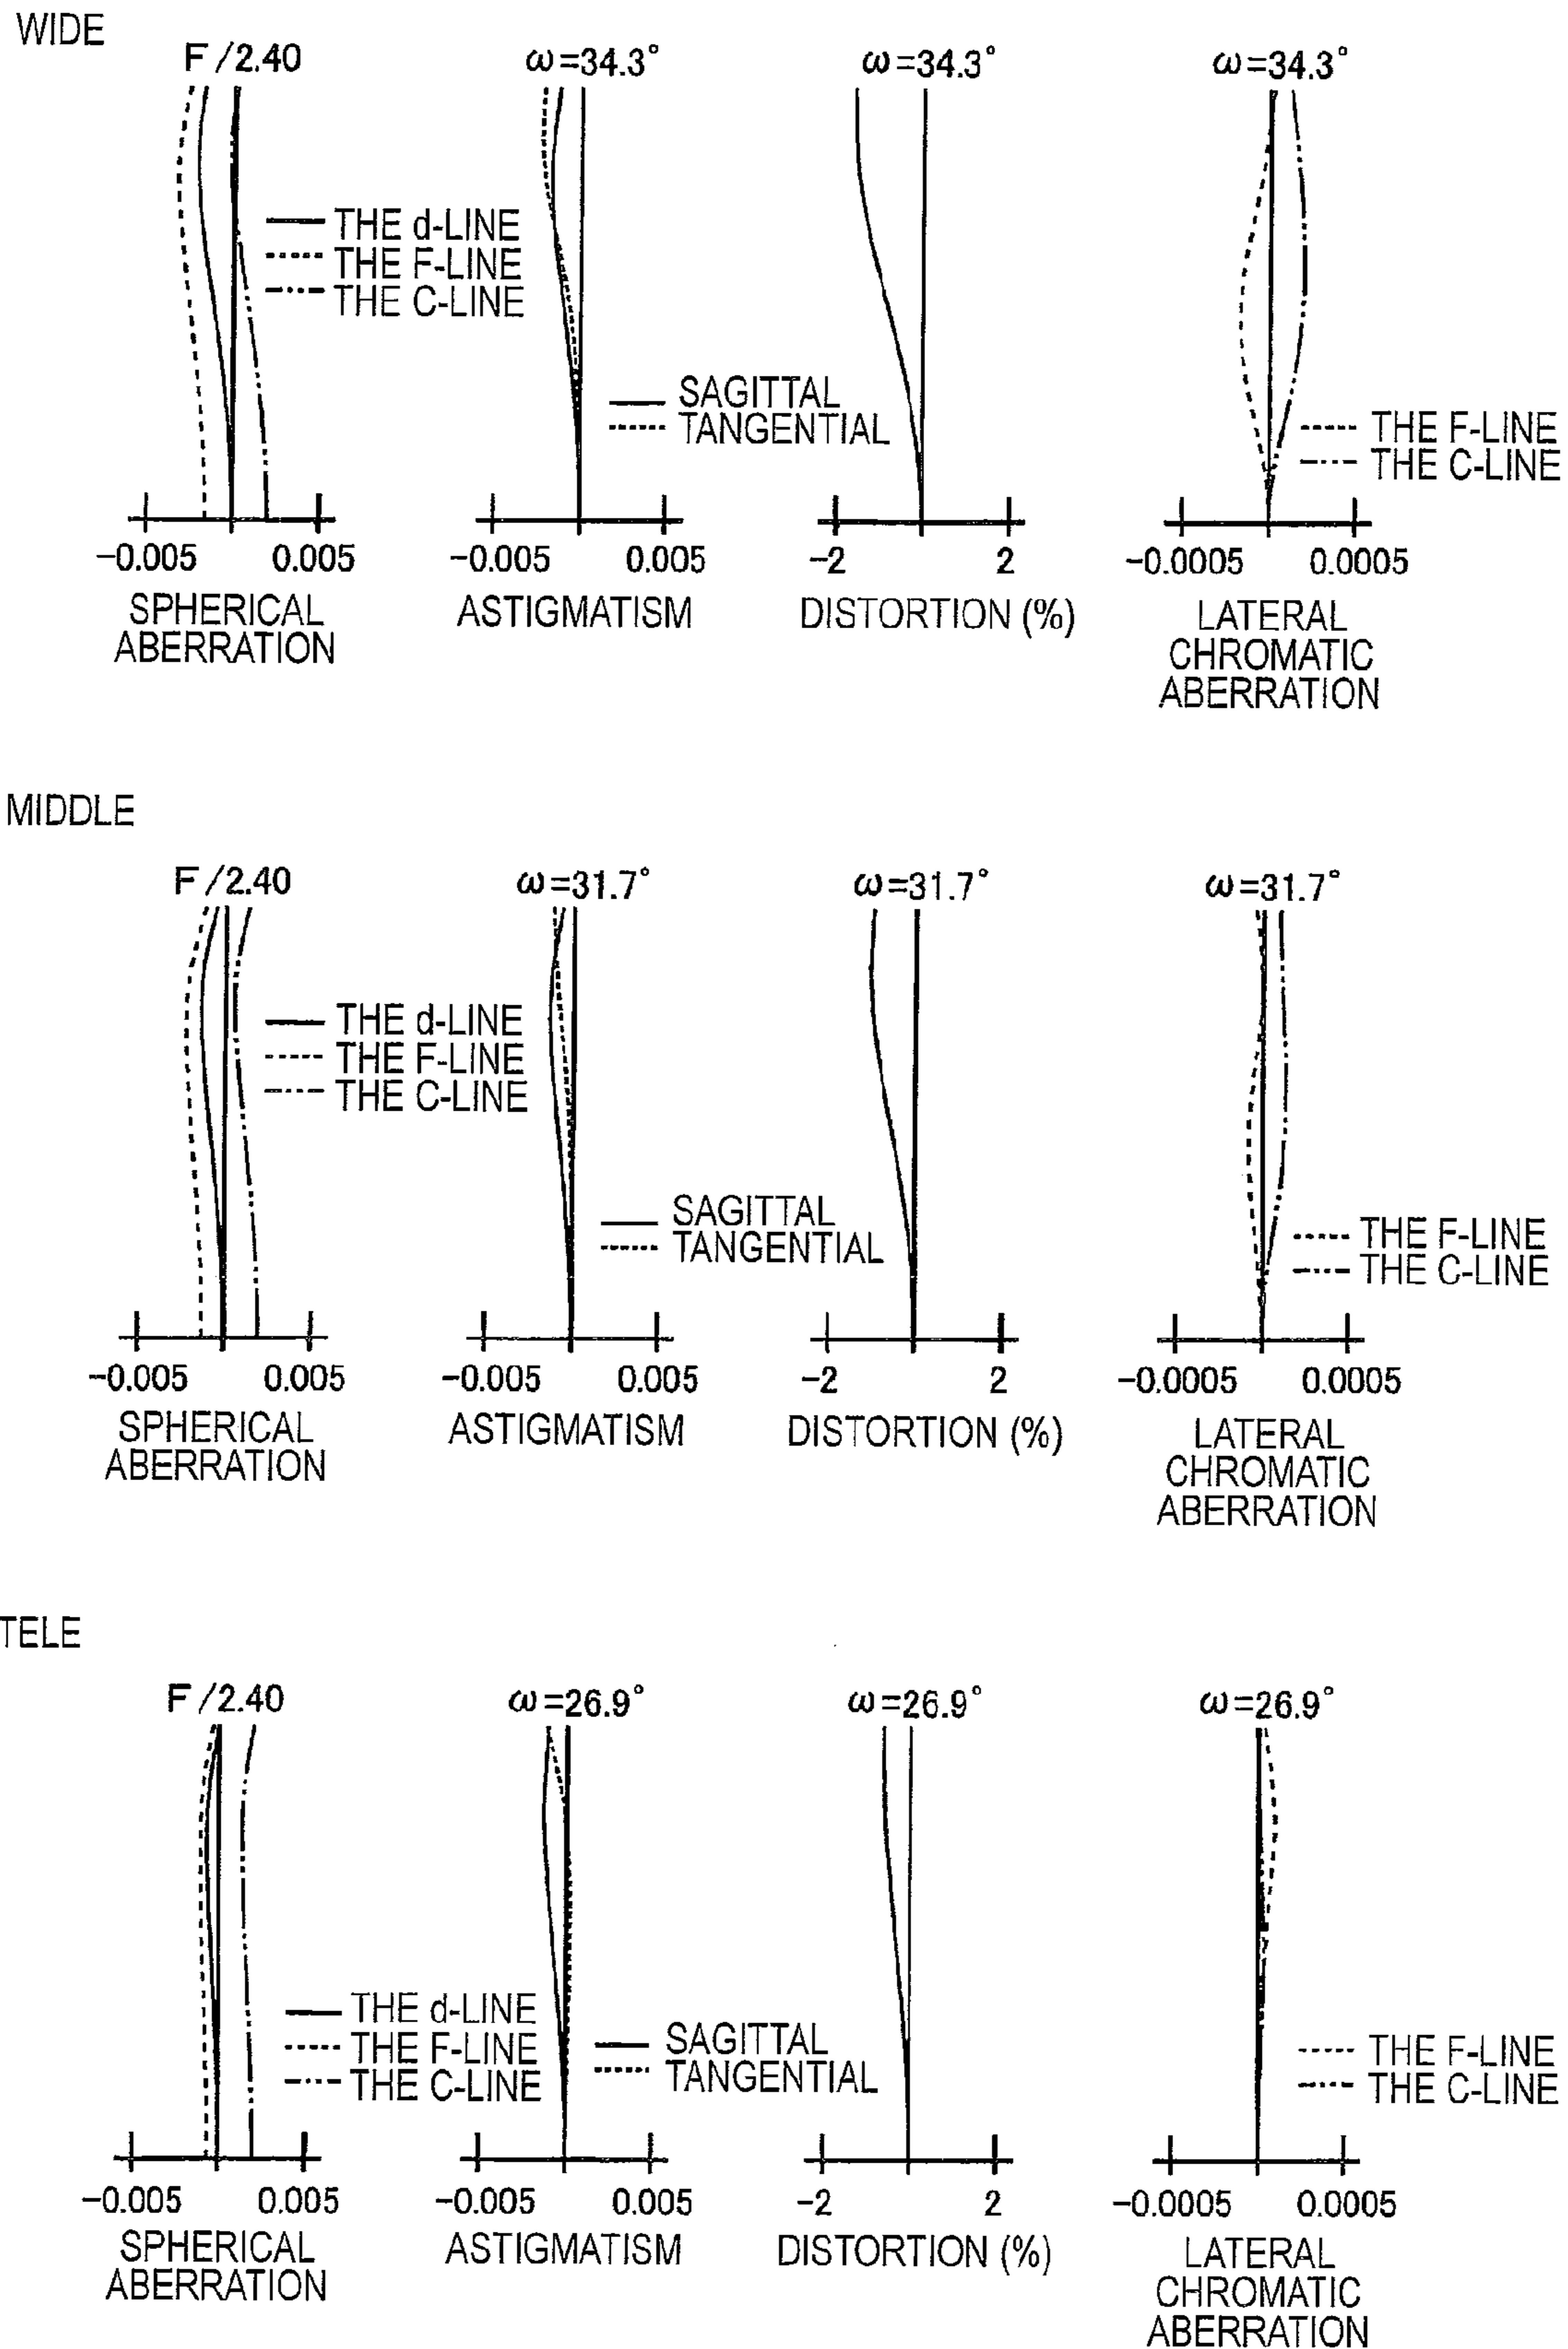 WIDE
F/2.40
ω=34.3°
ω=34.3°
ω=34.3°
THE d-LINE
THE F-LINE
THE C-LINE
SAGITTAL
TANGENTIAL
THE F-LINE
THE C-LINE
−0.005 0.005
−0.005 0.005
−2 2
−0.0005 0.0005
SPHERICAL
ABERRATION
ASTIGMATISM
DISTORTION (%)
LATERAL
CHROMATIC
ABERRATION
MIDDLE
F/2.40
ω=31.7°
ω=31.7°
ω=31.7°
THE d-LINE
THE F-LINE
THE C-LINE
SAGITTAL
TANGENTIAL
THE F-LINE
THE C-LINE
−0.005 0.005
−0.005 0.005
−2 2
−0.0005 0.0005
SPHERICAL
ABERRATION
ASTIGMATISM
DISTORTION (%)
LATERAL
CHROMATIC
ABERRATION
TELE
F/2.40
ω=26.9°
ω=26.9°
ω=26.9°
THE d-LINE
THE F-LINE
THE C-LINE
SAGITTAL
TANGENTIAL
THE F-LINE
THE C-LINE
−0.005 0.005
−0.005 0.005
−2 2
−0.0005 0.0005
SPHERICAL
ABERRATION
ASTIGMATISM
DISTORTION (%)
LATERAL
CHROMATIC
ABERRATION